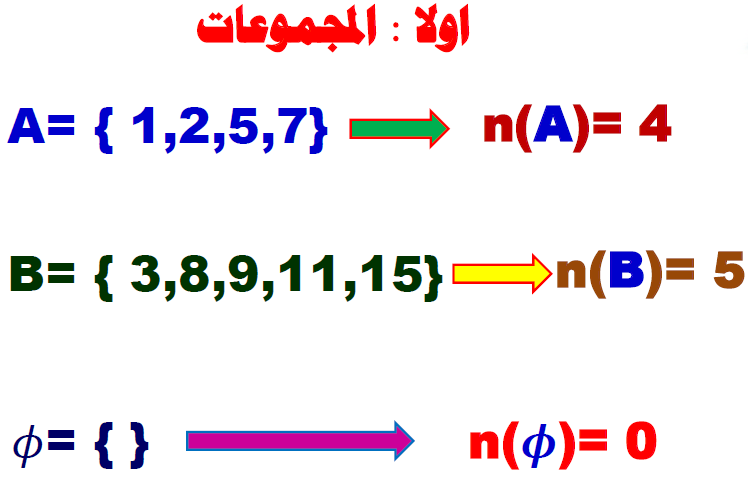 اولا : المجموعات
A= { 1,2,5,7} n(A)= 4
B= { 3,8,9,11,15} n(B)= 5
ϕ= { } n(ϕ)= 0